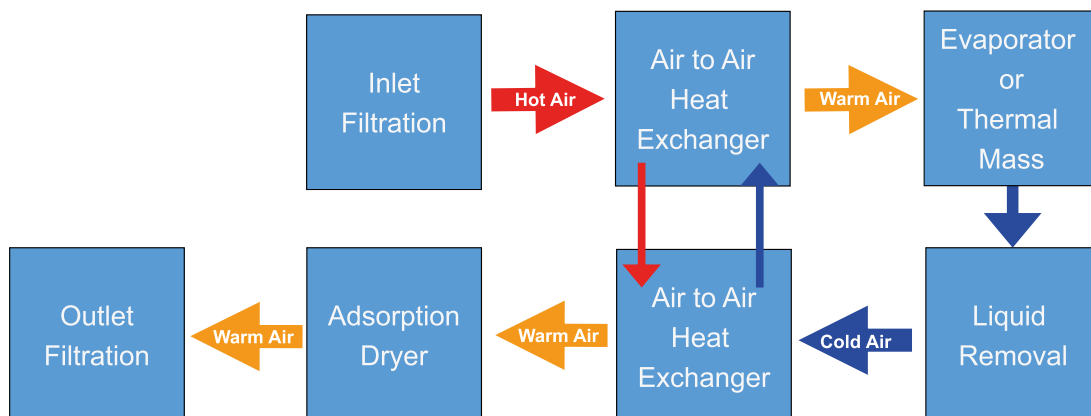 Inlet
Filtration
Hot Air
Air to Air
Heat
Exchanger
Warm Air
Evaporator
or
Thermal
Mass
Outlet
Filtration
Warm Air
Adsorption
Dryer
Warm Air
Air to Air
Heat
Exchanger
Cold Air
Liquid
Removal